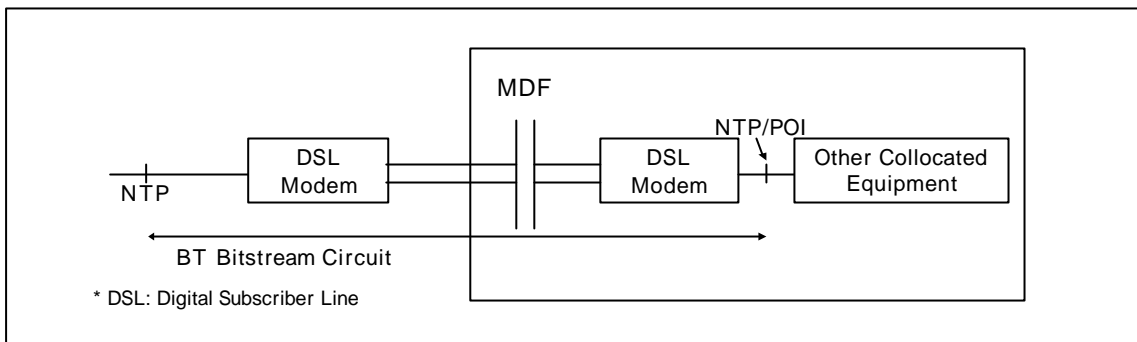 MDF
NTP/POI
DSL
Modem
DSL
Modem
Other Collocated
Equipment
NTP
BT Bitstream Circuit
* DSL: Digital Subscriber Line